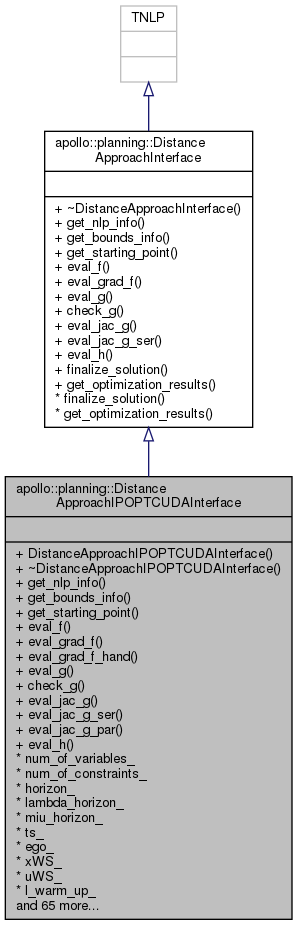 TNLP
apollo::planning::Distance
ApproachInterface
+ ~DistanceApproachInterface()
+ get_nlp_info()
+ get_bounds_info()
+ get_starting_point()
+ eval_f()
+ eval_grad_f()
+ eval_g()
+ check_g()
+ eval_jac_g()
+ eval_jac_g_ser()
+ eval_h()
+ finalize_solution()
+ get_optimization_results()
* finalize_solution()
* get_optimization_results()
apollo::planning::Distance
ApproachIPOPTCUDAInterface
+ DistanceApproachIPOPTCUDAInterface()
+ ~DistanceApproachIPOPTCUDAInterface()
+ get_nlp_info()
+ get_bounds_info()
+ get_starting_point()
+ eval_f()
+ eval_grad_f()
+ eval_grad_f_hand()
+ eval_g()
+ check_g()
+ eval_jac_g()
+ eval_jac_g_ser()
+ eval_jac_g_par()
+ eval_h()
* num_of_variables_
* num_of_constraints_
* horizon_
* lambda_horizon_
* miu_horizon_
* ts_
* ego_
* xWS_
* uWS_
* l_warm_up_
and 65 more...